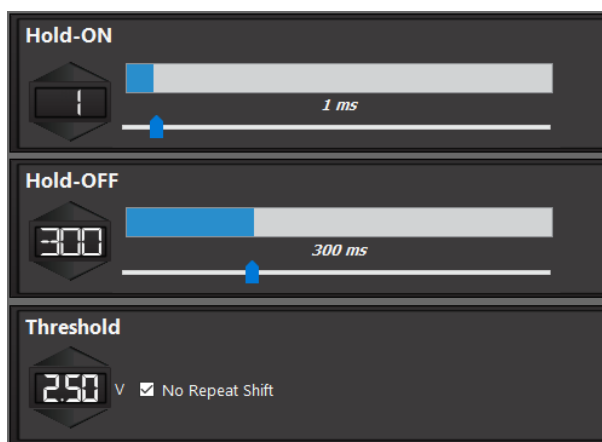 Hold-ON
1
1 ms
Hold-OFF
300
300 ms
Threshold
2.50 V No Repeat Shift